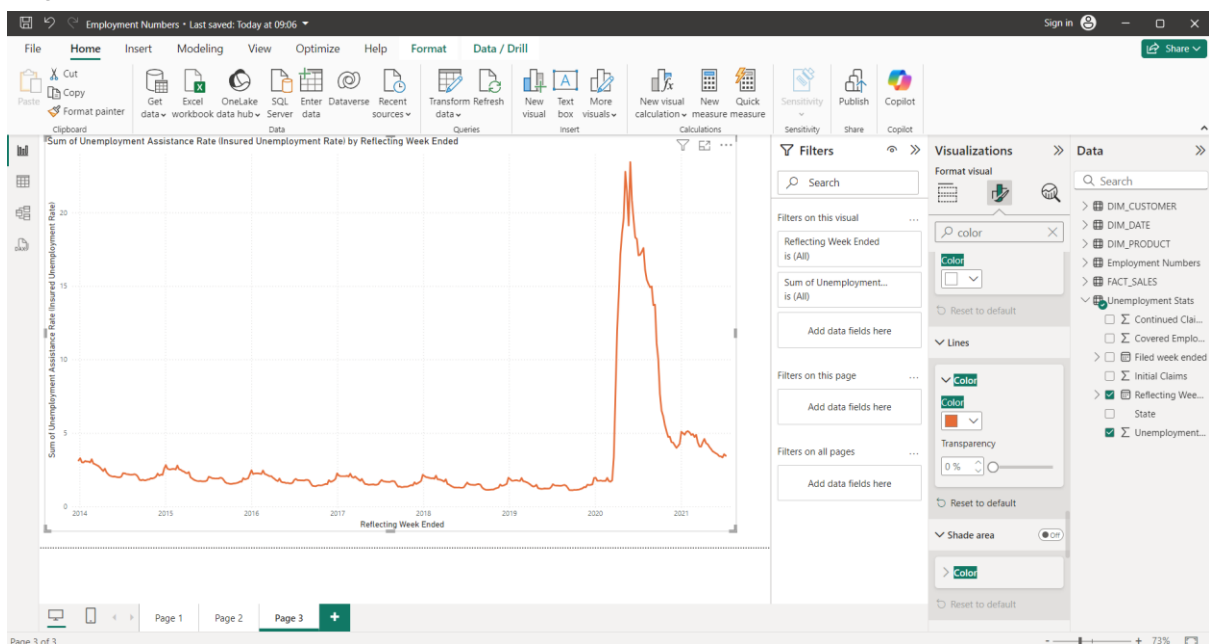 Employment Numbers • Last saved: Today at 09:06
Sign in
File Home Insert Modeling View Optimize Help Format Data / Drill
Share
Paste
Cut
Copy
Format painter
Clipboard
Get data
Excel workbook
OneLake data hub
SQL Server
Enter data
Dataverse
Recent sources
Data
Transform data
Refresh
Queries
New visual
Text box
More visuals
Insert
New visual calculation
New measure
Quick measure
Calculations
Sensitivity
Sensitivity
Publish
Share
Copilot
Copilot
Sum of Unemployment Assistance Rate (Insured Unemployment Rate) by Reflecting Week Ended
Sum of Unemployment Assistance Rate (Insured Unemployment Rate)
20
15
10
5
0
2014 2015 2016 2017 2018 2019 2020 2021
Reflecting Week Ended
Filters
Search
Filters on this visual
...
Reflecting Week Ended
is (All)
Sum of Unemployment...
is (All)
Add data fields here
Filters on this page
...
Add data fields here
Filters on all pages
...
Add data fields here
Visualizations
Format visual
color
Color
Reset to default
Lines
Color
Color
Transparency
0 %
Reset to default
Shade area
Off
Color
Reset to default
Data
Search
DIM_CUSTOMER
DIM_DATE
DIM_PRODUCT
Employment Numbers
FACT_SALES
Unemployment Stats
∑ Continued Clai...
∑ Covered Emplo...
Filed week ended
∑ Initial Claims
Reflecting Wee...
State
∑ Unemployment...
Page 1 Page 2 Page 3 +
Page 3 of 3
- + 73%